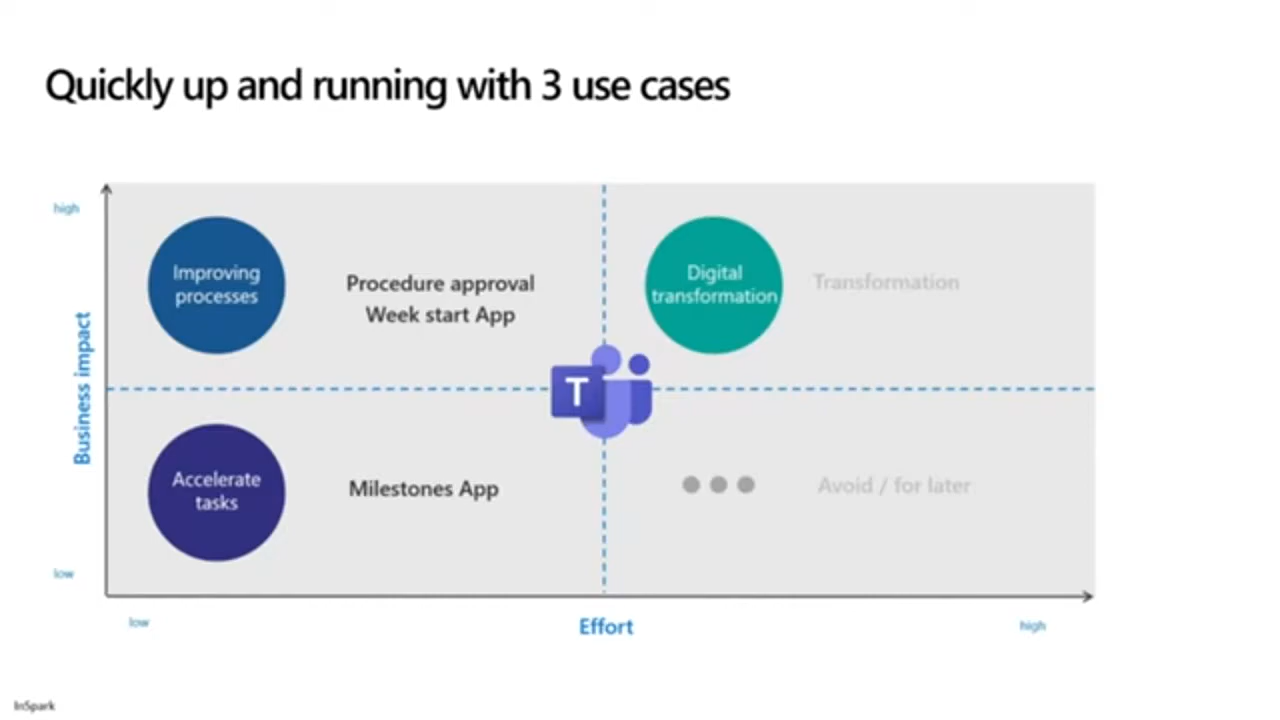 Quickly up and running with 3 use cases
high
Improving
processes
Procedure approval
Week start App
Digital
transformation
Transformation
Business impact
T
Accelerate
tasks
Milestones App
Avoid / for later
low
low
Effort
high
InSpark